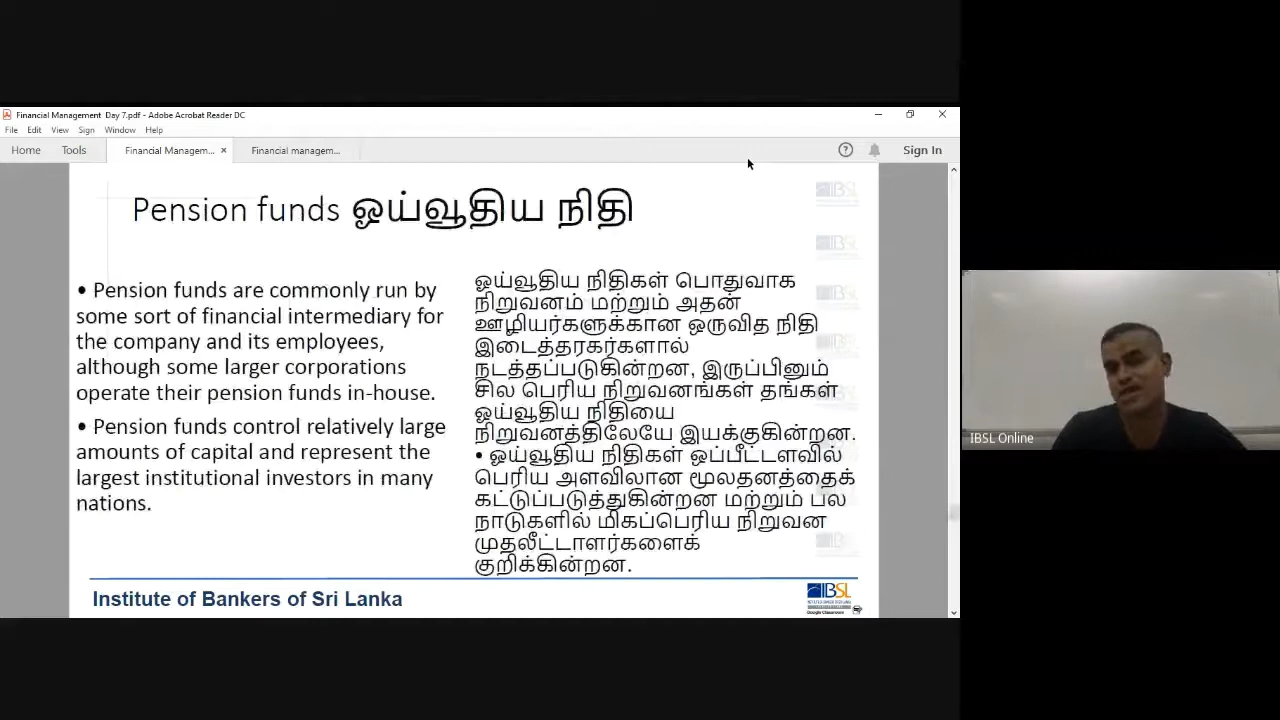 Financial Management Day 7.pdf - Adobe Acrobat Reader DC
File Edit View Sign Window Help
Home Tools Financial Managem... × Financial managem... Sign In
Pension funds ஓய்வூதிய நிதி
• Pension funds are commonly run by
some sort of financial intermediary for
the company and its employees,
although some larger corporations
operate their pension funds in-house.
• Pension funds control relatively large
amounts of capital and represent the
largest institutional investors in many
nations.
ஓய்வூதிய நிதிகள் பொதுவாக
நிறுவனம் மற்றும் அதன்
ஊழியர்களுக்கான ஒருவித நிதி
இடைத்தரகர்களால்
நடத்தப்படுகின்றன, இருப்பினும்
சில பெரிய நிறுவனங்கள் தங்கள்
ஓய்வூதிய நிதியை
நிறுவனத்திலேயே இயக்குகின்றன.
• ஓய்வூதிய நிதிகள் ஒப்பீட்டளவில்
பெரிய அளவிலான மூலதனத்தைக்
கட்டுப்படுத்துகின்றன மற்றும் பல
நாடுகளில் மிகப்பெரிய நிறுவன
முதலீட்டாளர்களைக்
குறிக்கின்றன.
Institute of Bankers of Sri Lanka
IBSL
Google Classroom
IBSL Online